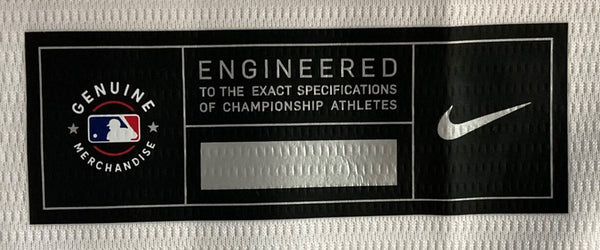 GENUINE
MERCHANDISE
ENGINEERED
TO THE EXACT SPECIFICATIONS
OF CHAMPIONSHIP ATHLETES